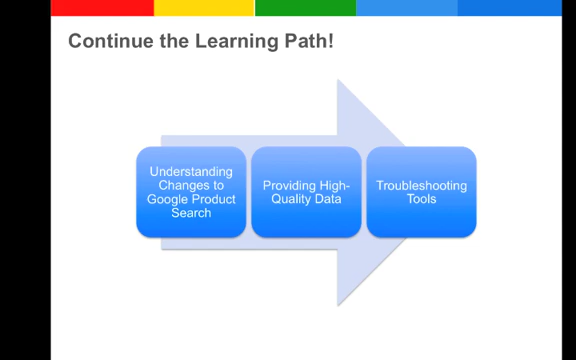 Continue the Learning Path!
Understanding
Changes to
Google Product
Search
Providing High-
Quality Data
Troubleshooting
Tools